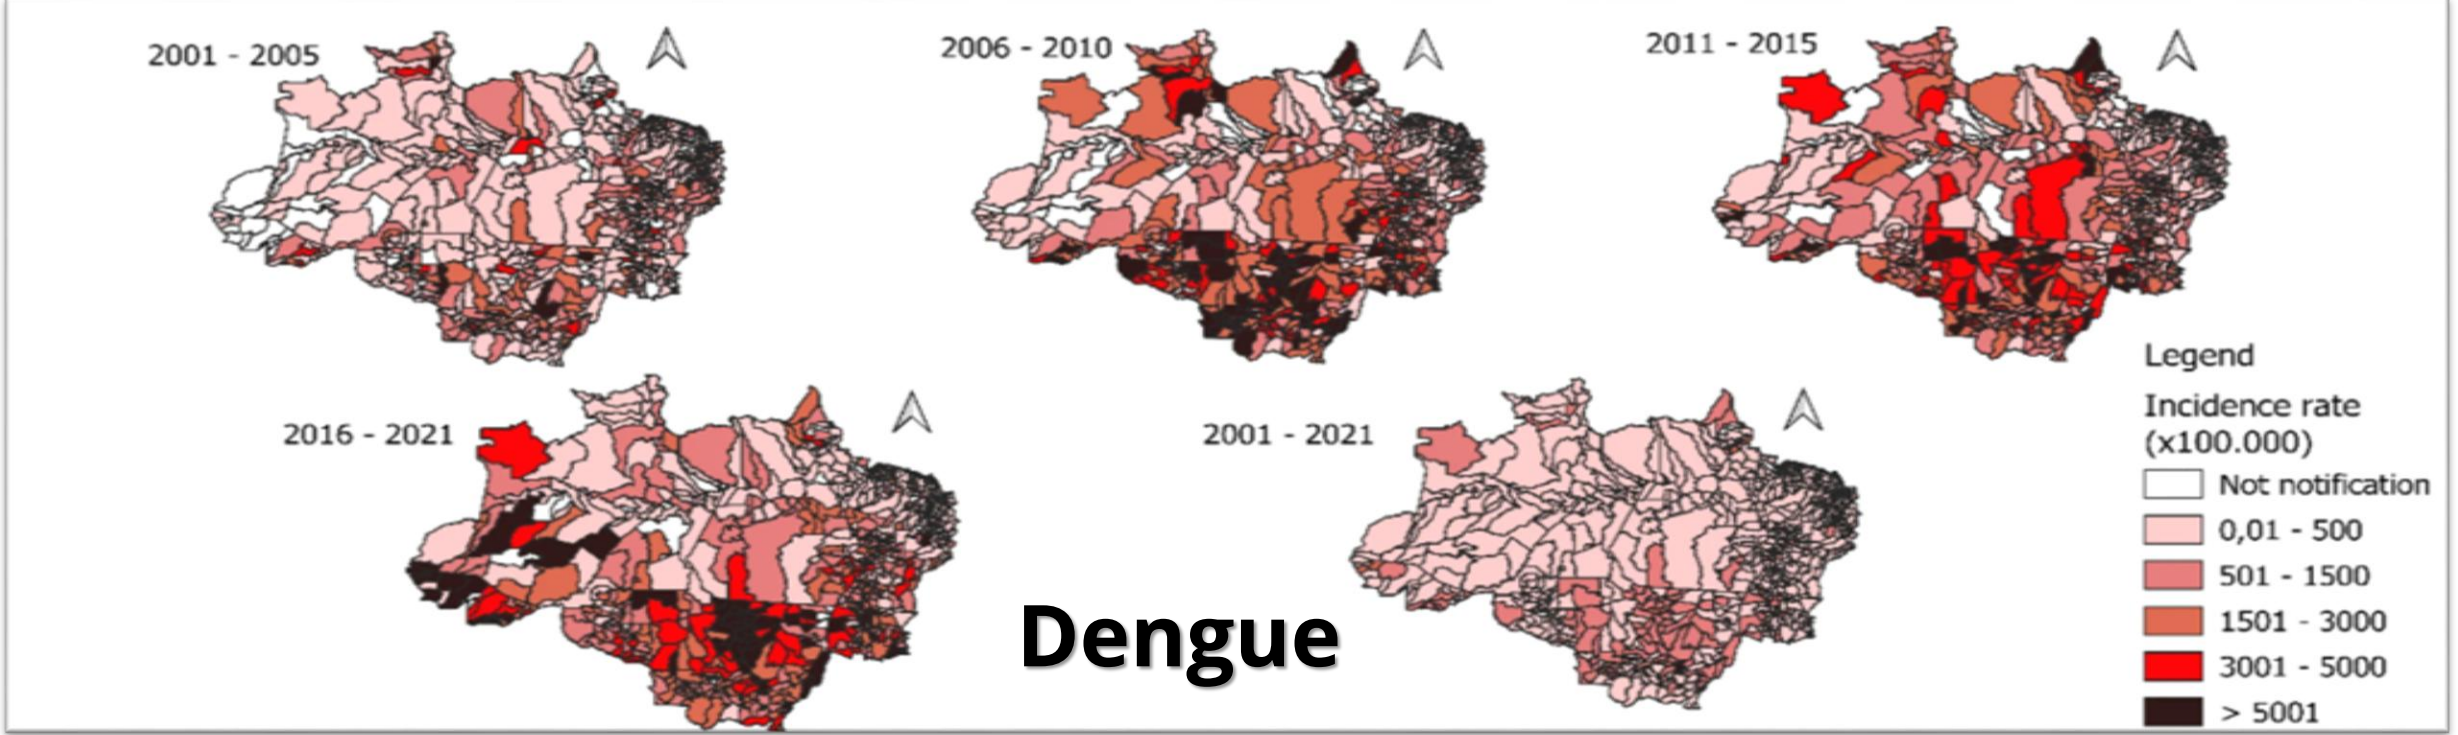 2001 - 2005
2006 - 2010
2011 - 2015
2016 - 2021
2001 - 2021
Dengue
Legend
Incidence rate
(x100.000)
Not notification
0,01 - 500
501 - 1500
1501 - 3000
3001 - 5000
> 5001